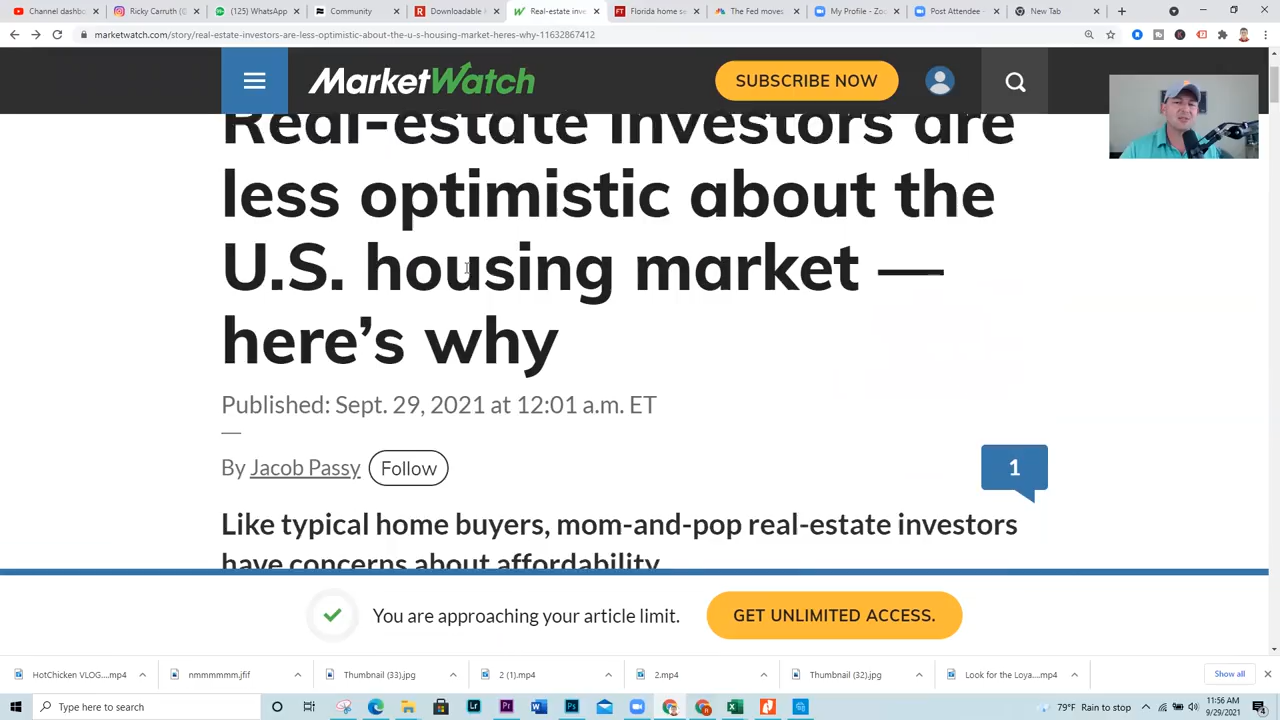 Channel dashboard
Ricky Carruth (@
(251) WhatsApp
Community
Downloadable
Real-estate inve
Florida home s
The Fed moves
My Profile - Zoo
Post Attendee -
New Tab
marketwatch.com/story/real-estate-investors-are-less-optimistic-about-the-u-s-housing-market-heres-why-11632867412
MarketWatch
SUBSCRIBE NOW
Real-estate investors are
less optimistic about the
U.S. housing market —
here's why
Published: Sept. 29, 2021 at 12:01 a.m. ET
By Jacob Passy Follow
1
Like typical home buyers, mom-and-pop real-estate investors
have concerns about affordability
You are approaching your article limit.
GET UNLIMITED ACCESS.
HotChicken VLOG....mp4
nmmmmmm.jfif
Thumbnail (33).jpg
2 (1).mp4
2.mp4
Thumbnail (32).jpg
Look for the Loya....mp4
Show all
Type here to search
79°F Rain to stop
11:56 AM
9/29/2021